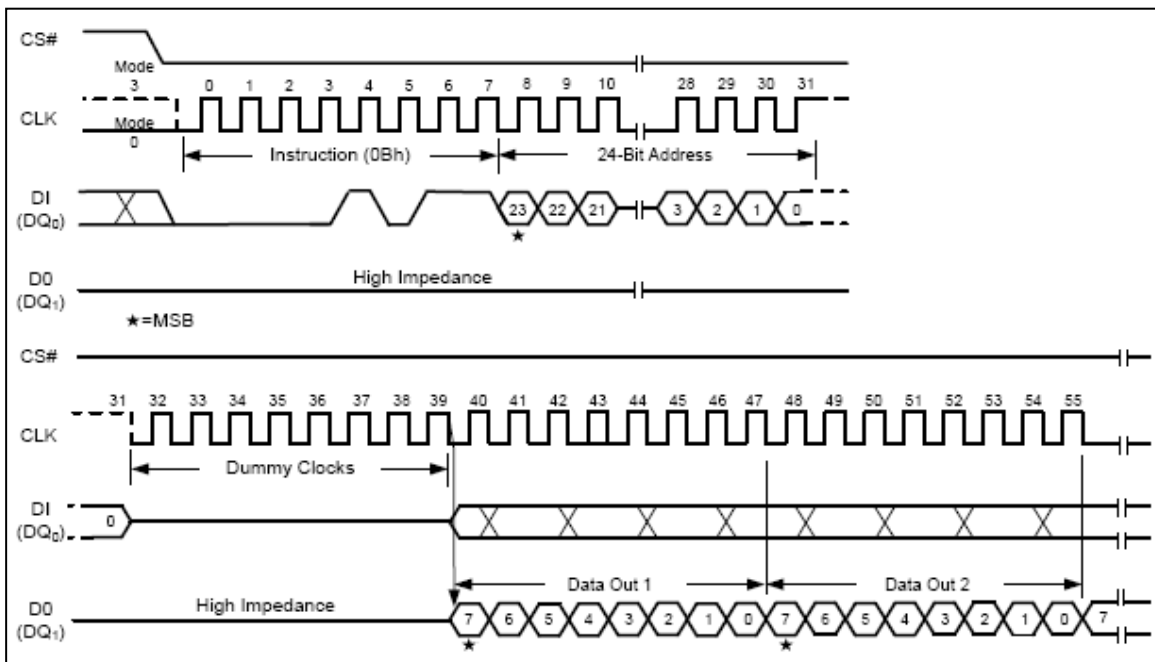 CS#
Mode
3
0 1 2 3 4 5 6 7 8 9 10 28 29 30 31
CLK
Mode
0
Instruction (0Bh) 24-Bit Address
DI
(DQ0)
23 22 21 3 2 1 0
★
D0
(DQ1)
High Impedance
★=MSB
CS#
31 32 33 34 35 36 37 38 39 40 41 42 43 44 45 46 47 48 49 50 51 52 53 54 55
CLK
Dummy Clocks
DI
(DQ0)
0
Data Out 1 Data Out 2
D0
(DQ1)
High Impedance
7 6 5 4 3 2 1 0 7 6 5 4 3 2 1 0 7
★ ★